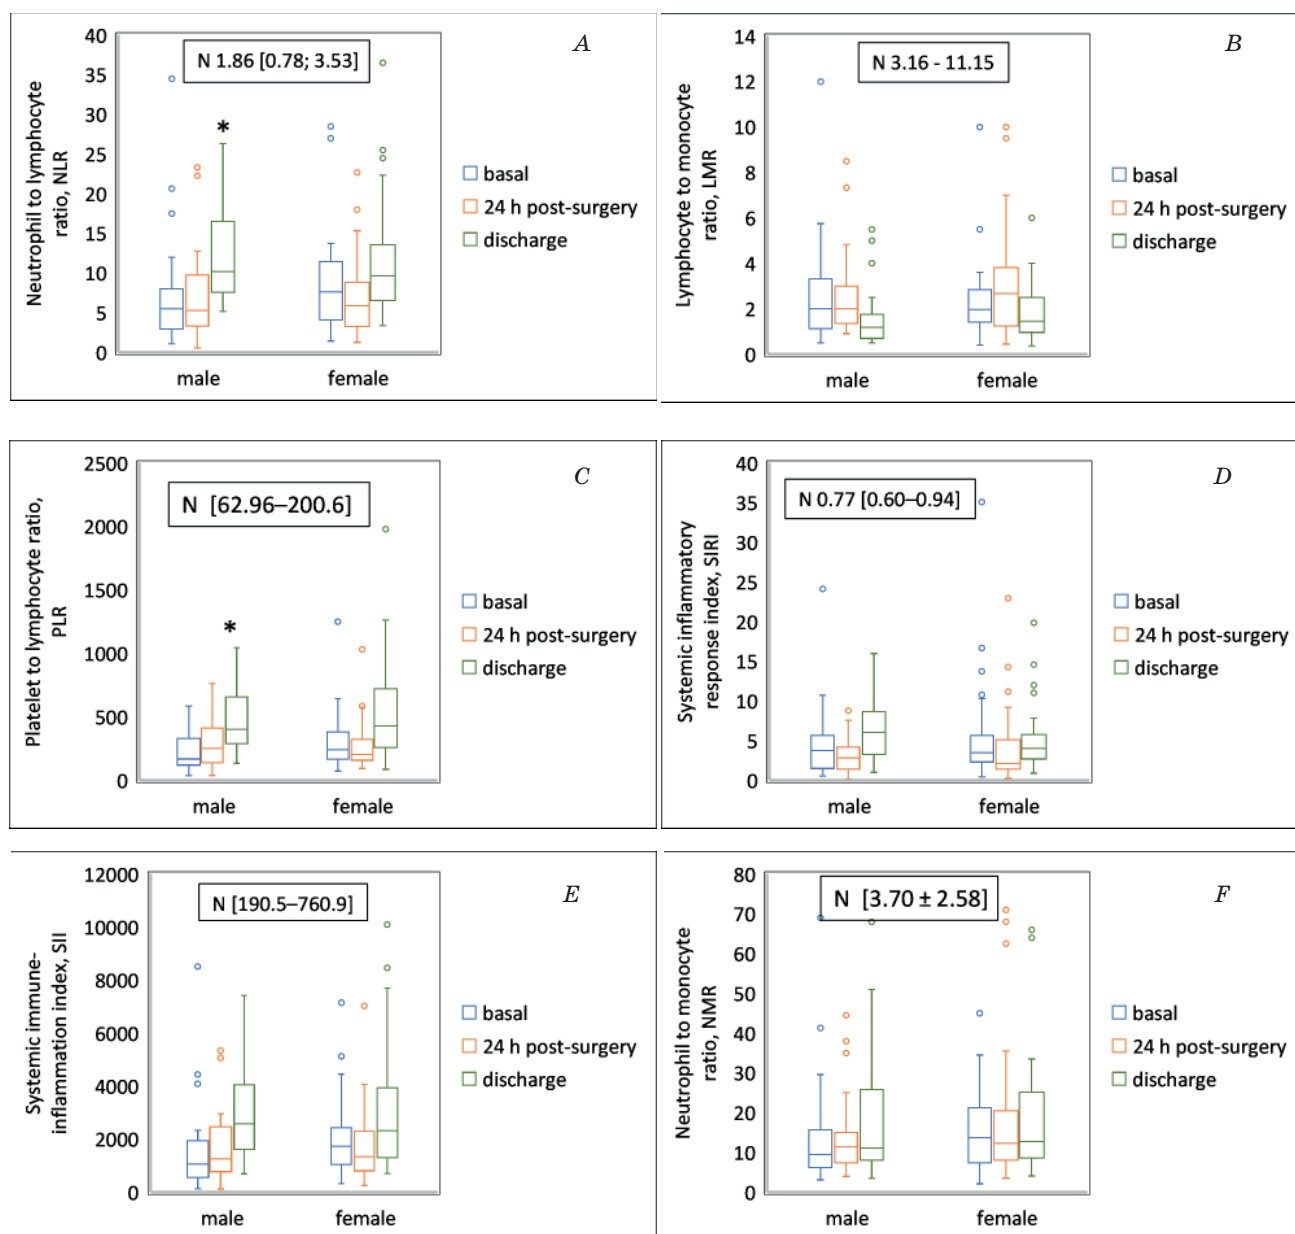 A
N 1.86 [0.78; 3.53]
Neutrophil to lymphocyte
ratio, NLR
40
35
30
25
20
15
10
5
0
*
male
female
basal
24 h post-surgery
discharge
B
N 3.16 - 11.15
Lymphocyte to monocyte
ratio, LMR
14
12
10
8
6
4
2
0
male
female
basal
24 h post-surgery
discharge
C
N [62.96–200.6]
Platelet to lymphocyte ratio,
PLR
2500
2000
1500
1000
500
0
*
male
female
basal
24 h post-surgery
discharge
D
N 0.77 [0.60–0.94]
Systemic inflammatory
response index, SIRI
40
35
30
25
20
15
10
5
0
male
female
basal
24 h post-surgery
discharge
E
N [190.5–760.9]
Systemic immune-
inflammation index, SII
12000
10000
8000
6000
4000
2000
0
male
female
basal
24 h post-surgery
discharge
F
N [3.70 ± 2.58]
Neutrophil to monocyte
ratio, NMR
80
70
60
50
40
30
20
10
0
male
female
basal
24 h post-surgery
discharge